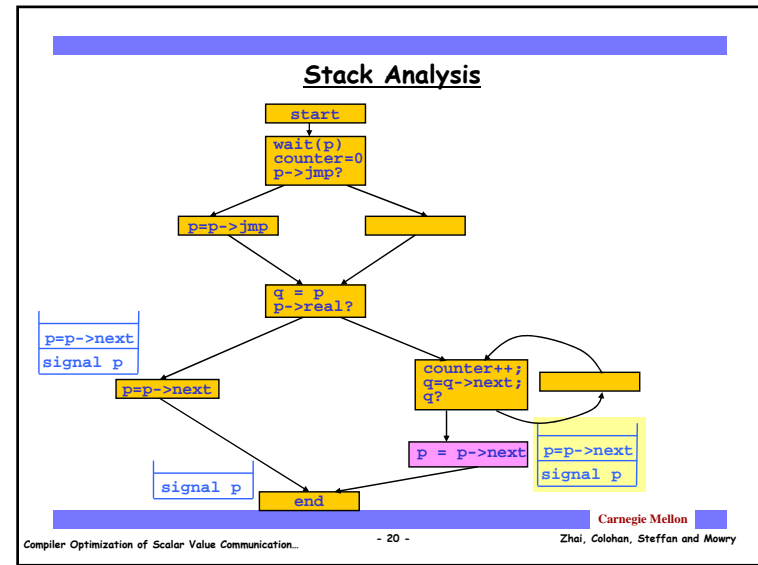 Stack Analysis
start
wait(p)
counter=0
p->jmp?
p=p->jmp
q = p
p->real?
p=p->next
signal p
p=p->next
counter++;
q=q->next;
q?
p = p->next
p=p->next
signal p
signal p
end
Carnegie Mellon
Compiler Optimization of Scalar Value Communication…
- 20 -
Zhai, Colohan, Steffan and Mowry